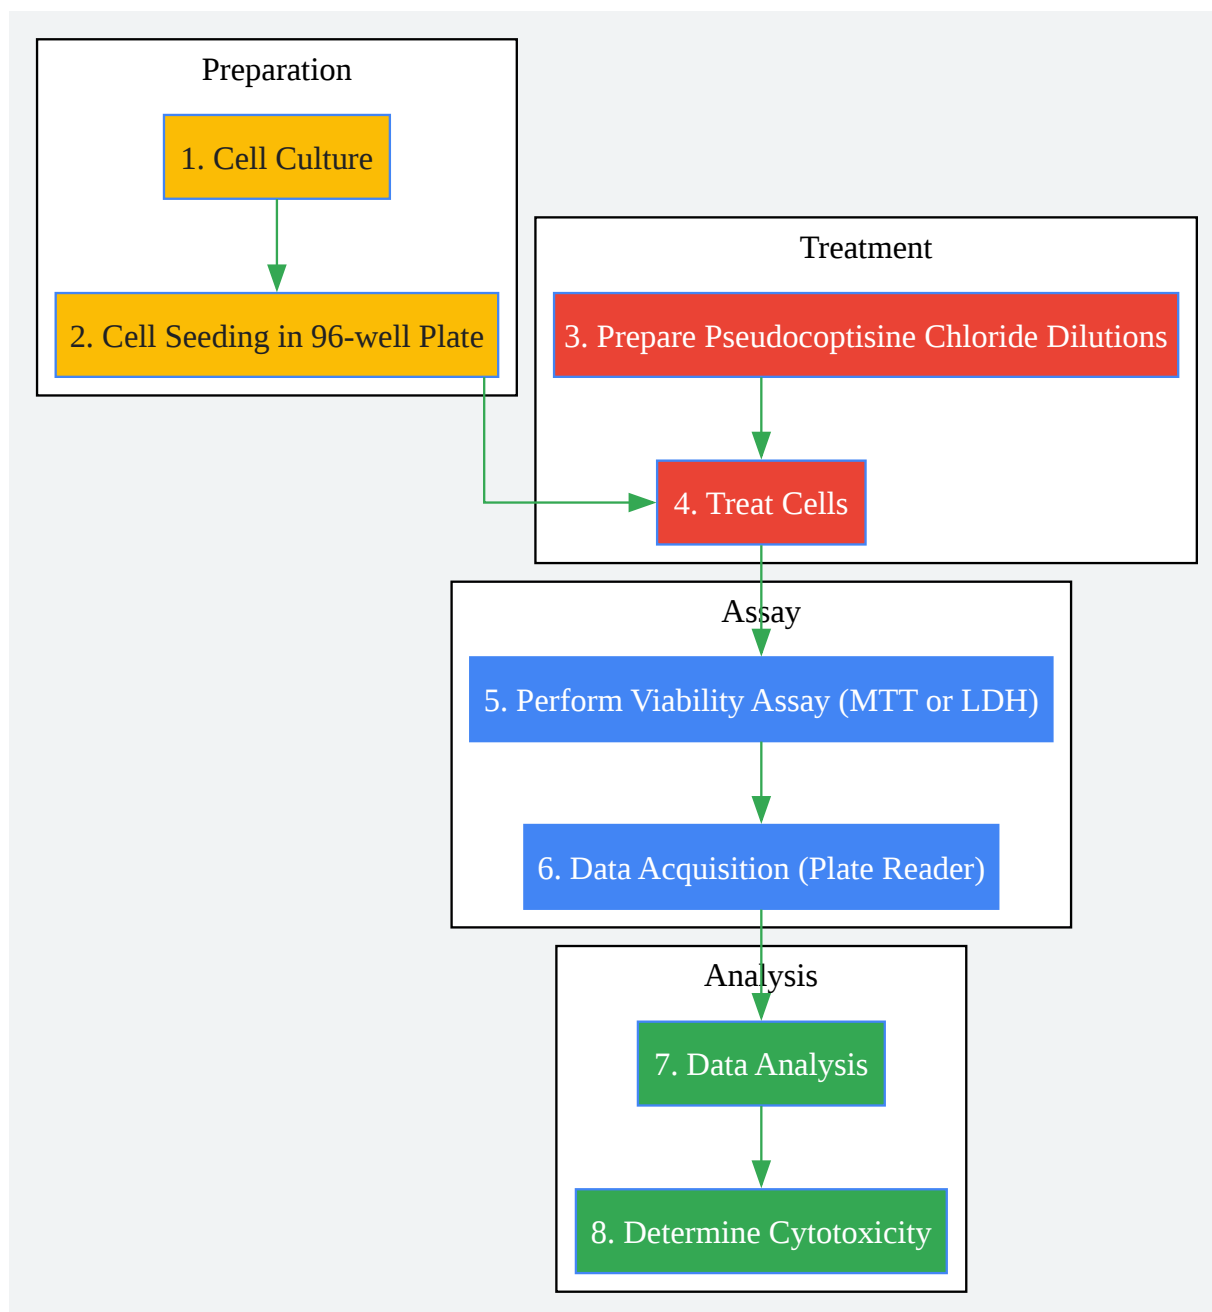 Preparation
1. Cell Culture
2. Cell Seeding in 96-well Plate
Treatment
3. Prepare Pseudocoptisine Chloride Dilutions
4. Treat Cells
Assay
5. Perform Viability Assay (MTT or LDH)
6. Data Acquisition (Plate Reader)
Analysis
7. Data Analysis
8. Determine Cytotoxicity